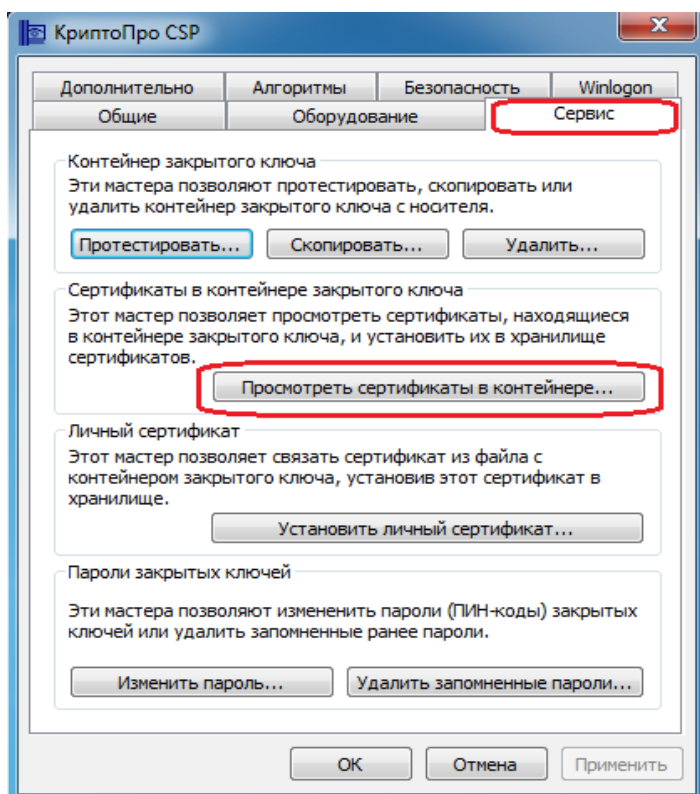 КриптоПро CSP
Дополнительно Алгоритмы Безопасность Winlogon
Общие Оборудование Сервис
Контейнер закрытого ключа
Эти мастера позволяют протестировать, скопировать или
удалить контейнер закрытого ключа с носителя.
Протестировать... Скопировать... Удалить...
Сертификаты в контейнере закрытого ключа
Этот мастер позволяет просмотреть сертификаты, находящиеся
в контейнере закрытого ключа, и установить их в хранилище
сертификатов.
Просмотреть сертификаты в контейнере...
Личный сертификат
Этот мастер позволяет связать сертификат из файла с
контейнером закрытого ключа, установив этот сертификат в
хранилище.
Установить личный сертификат...
Пароли закрытых ключей
Эти мастера позволяют измененить пароли (ПИН-коды) закрытых
ключей или удалить запомненные ранее пароли.
Изменить пароль... Удалить запомненные пароли...
ОК Отмена Применить